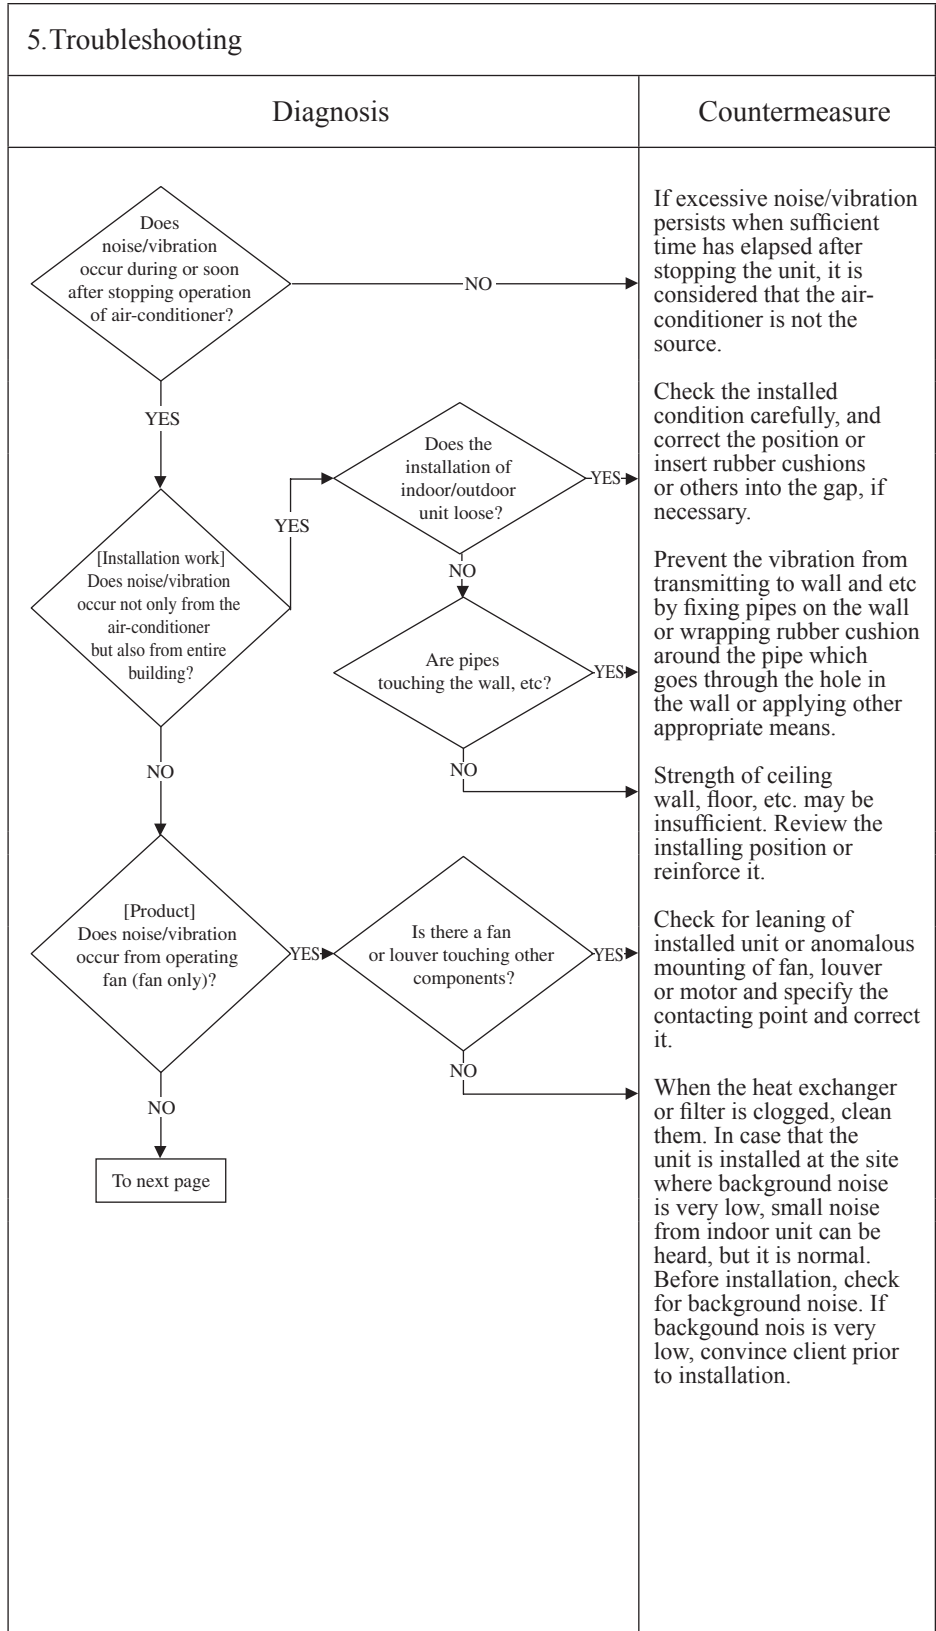 5.Troubleshooting
Diagnosis
Countermeasure
Does
noise/vibration
occur during or soon
after stopping operation
of air-conditioner?
NO
If excessive noise/vibration
persists when sufficient
time has elapsed after
stopping the unit, it is
considered that the air-
conditioner is not the
source.
YES
[Installation work]
Does noise/vibration
occur not only from the
air-conditioner
but also from entire
building?
YES
Does the
installation of
indoor/outdoor
unit loose?
YES
Check the installed
condition carefully, and
correct the position or
insert rubber cushions
or others into the gap, if
necessary.
NO
Are pipes
touching the wall, etc?
YES
Prevent the vibration from
transmitting to wall and etc
by fixing pipes on the wall
or wrapping rubber cushion
around the pipe which
goes through the hole in
the wall or applying other
appropriate means.
NO
Strength of ceiling
wall, floor, etc. may be
insufficient. Review the
installing position or
reinforce it.
NO
[Product]
Does noise/vibration
occur from operating
fan (fan only)?
YES
Is there a fan
or louver touching other
components?
YES
Check for leaning of
installed unit or anomalous
mounting of fan, louver
or motor and specify the
contacting point and correct
it.
NO
When the heat exchanger
or filter is clogged, clean
them. In case that the
unit is installed at the site
where background noise
is very low, small noise
from indoor unit can be
heard, but it is normal.
Before installation, check
for background noise. If
backgound nois is very
low, convince client prior
to installation.
NO
To next page